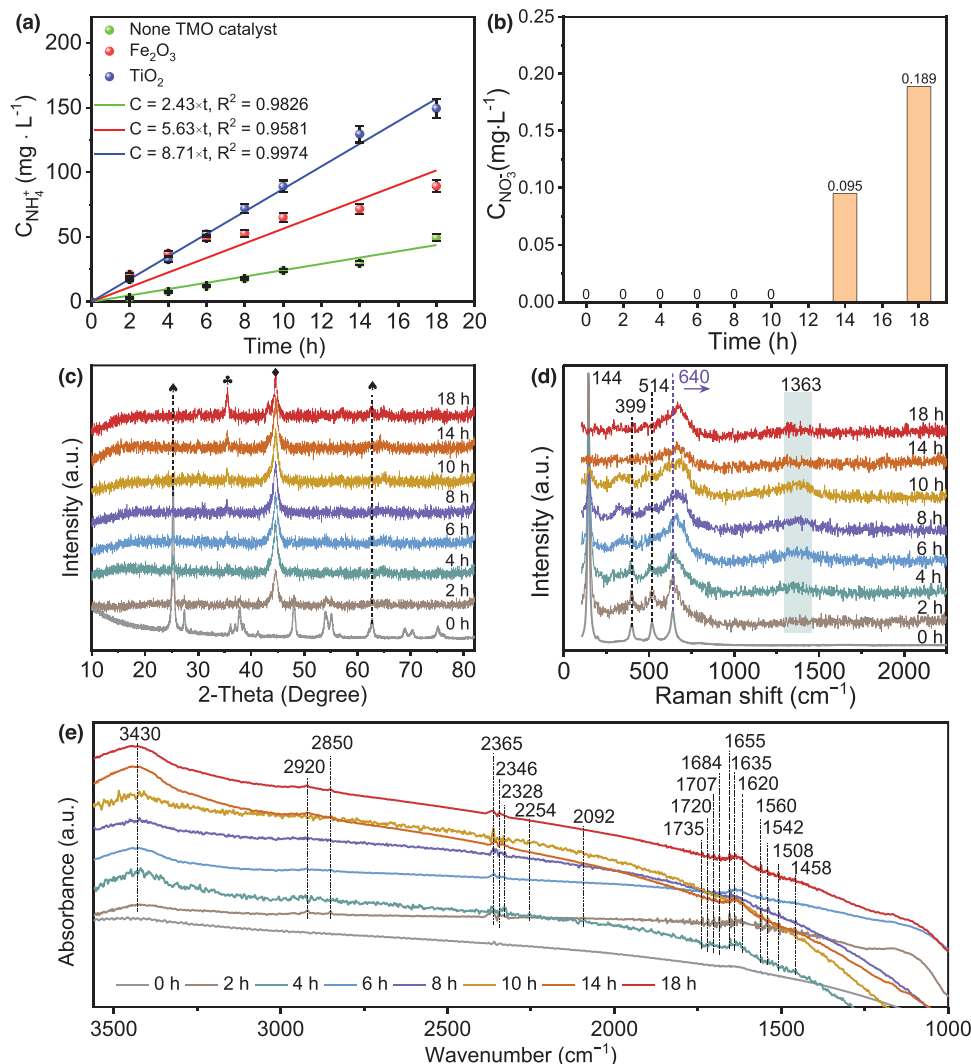 (a)
200
150
100
50
0
C_NH₄⁺ (mg · L⁻¹)
None TMO catalyst
Fe₂O₃
TiO₂
C = 2.43×t, R² = 0.9826
C = 5.63×t, R² = 0.9581
C = 8.71×t, R² = 0.9974
0 2 4 6 8 10 12 14 16 18 20
Time (h)
(b)
0.25
0.20
0.15
0.10
0.05
0.00
C_NO₃⁻(mg·L⁻¹)
0 0 0 0 0 0 0.095 0.189
0 2 4 6 8 10 12 14 18
Time (h)
(c)
♠ ♣ ♦ ♠
18 h
14 h
10 h
8 h
6 h
4 h
2 h
0 h
Intensity (a.u.)
10 20 30 40 50 60 70 80
2-Theta (Degree)
(d)
144
399
514
640
1363
18 h
14 h
10 h
8 h
6 h
4 h
2 h
0 h
Intensity (a.u.)
0 500 1000 1500 2000
Raman shift (cm⁻¹)
(e)
3430
2920
2850
2365
2346
2328
2254
2092
1735
1720
1707
1684
1655
1635
1620
1560
1542
1508
1458
Absorbance (a.u.)
0 h 2 h 4 h 6 h 8 h 10 h 14 h 18 h
3500 3000 2500 2000 1500 1000
Wavenumber (cm⁻¹)